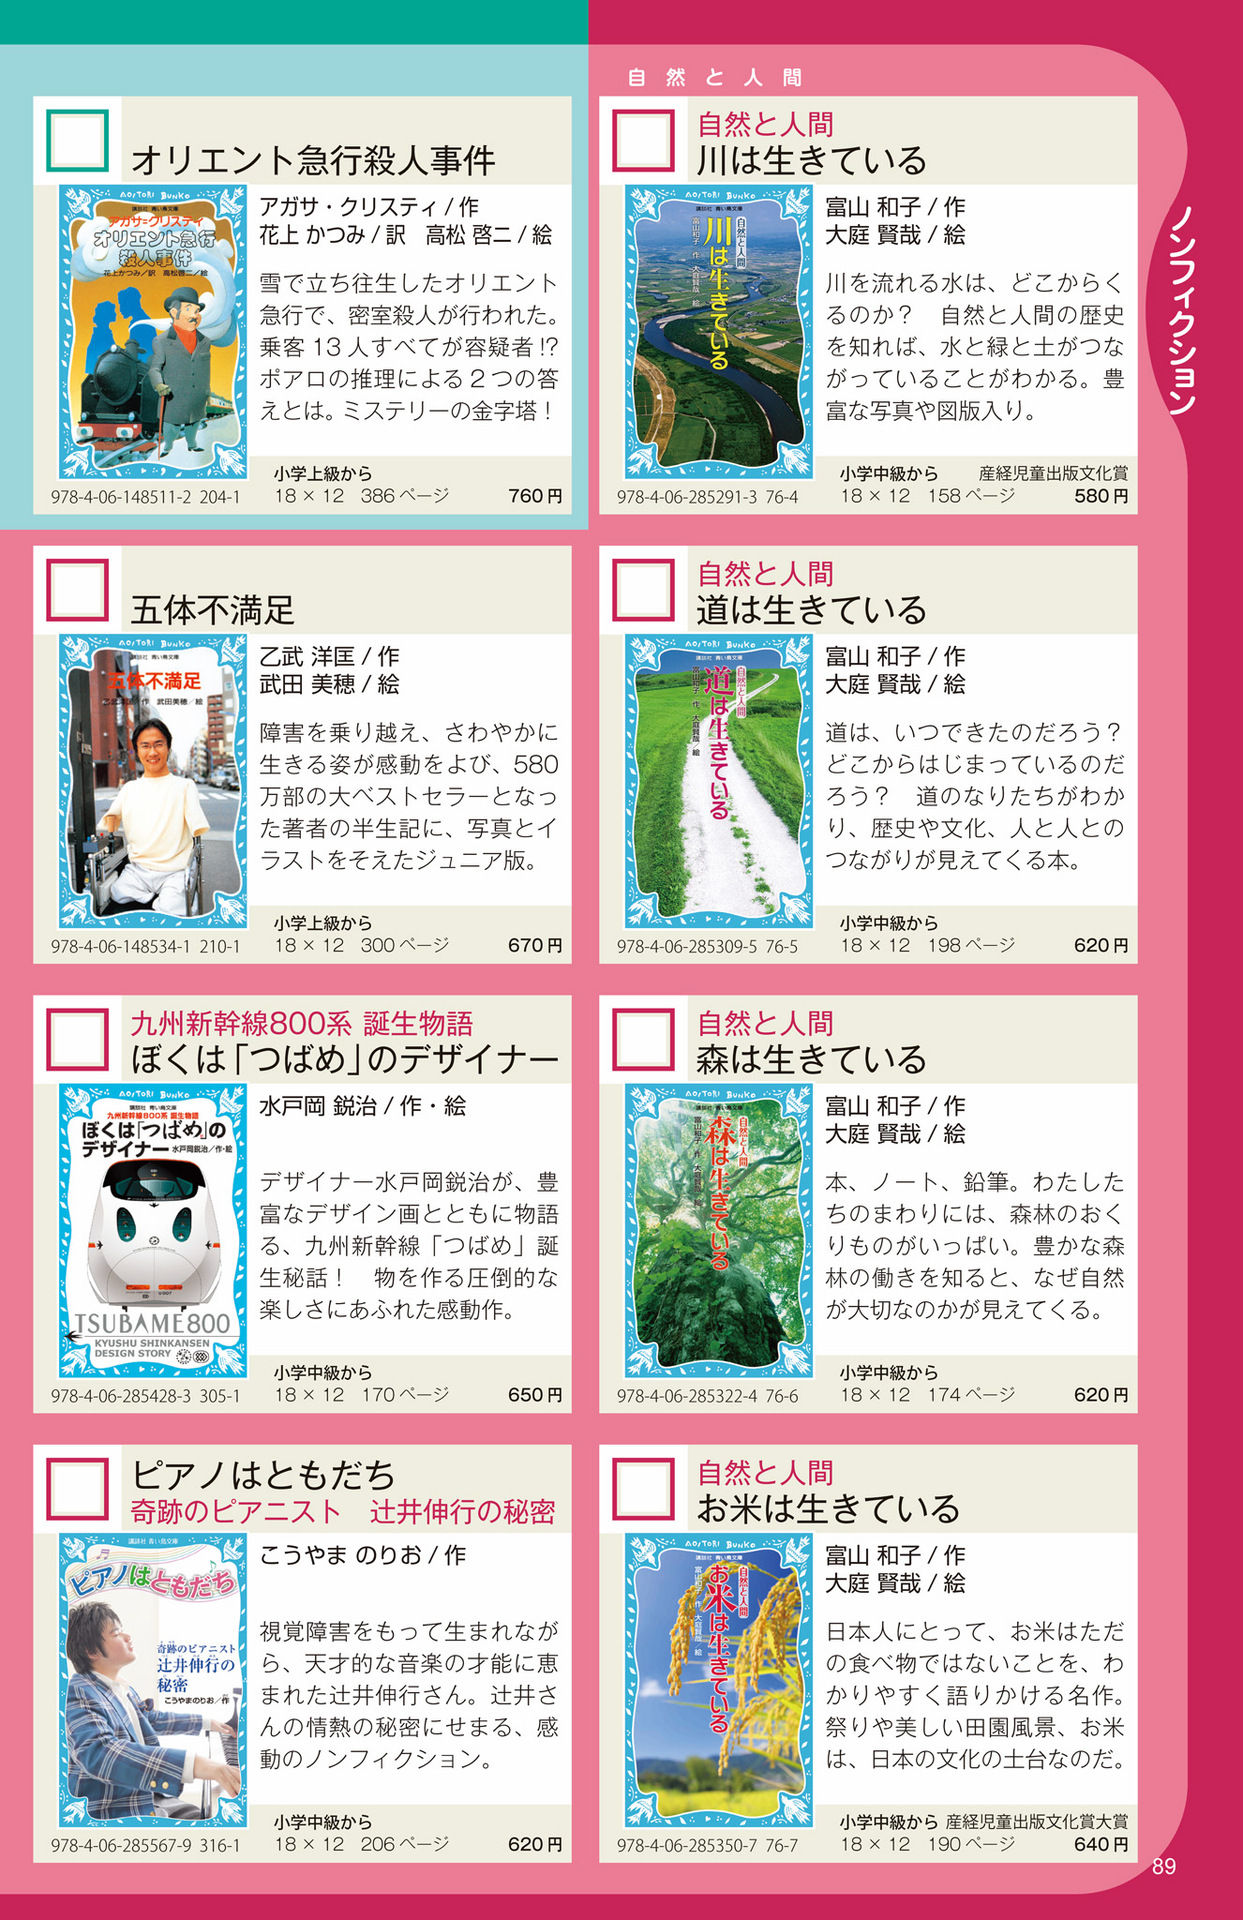 自然と人間
ノンフィクション
オリエント急行殺人事件
AOITORI BUNKO
講談社 青い鳥文庫
アガサ=クリスティ
オリエント急行
殺人事件
花上かつみ／訳 高松啓二／絵
アガサ・クリスティ / 作
花上 かつみ / 訳　高松 啓二 / 絵
雪で立ち往生したオリエント
急行で、密室殺人が行われた。
乗客 13 人すべてが容疑者 !?
ポアロの推理による 2 つの答
えとは。ミステリーの金字塔！
小学上級から
978-4-06-148511-2 204-1
18 × 12　386 ページ　760 円
五体不満足
AOITORI BUNKO
講談社 青い鳥文庫
五体不満足
乙武洋匡／作 武田美穂／絵
乙武 洋匡 / 作
武田 美穂 / 絵
障害を乗り越え、さわやかに
生きる姿が感動をよび、580
万部の大ベストセラーとなっ
た著者の半生記に、写真とイ
ラストをそえたジュニア版。
小学上級から
978-4-06-148534-1 210-1
18 × 12　300 ページ　670 円
九州新幹線800系 誕生物語
ぼくは「つばめ」のデザイナー
講談社 青い鳥文庫
九州新幹線800系 誕生物語
ぼくは「つばめ」の
デザイナー 水戸岡鋭治／作・絵
TSUBAME800
KYUSHU SHINKANSEN
DESIGN STORY
水戸岡 鋭治 / 作・絵
デザイナー水戸岡鋭治が、豊
富なデザイン画とともに物語
る、九州新幹線「つばめ」誕
生秘話！　物を作る圧倒的な
楽しさにあふれた感動作。
小学中級から
978-4-06-285428-3 305-1
18 × 12　170 ページ　650 円
ピアノはともだち
奇跡のピアニスト　辻井伸行の秘密
講談社 青い鳥文庫
ピアノはともだち
奇跡のピアニスト
辻井伸行の
秘密
こうやまのりお／作
こうやま のりお / 作
視覚障害をもって生まれなが
ら、天才的な音楽の才能に恵
まれた辻井伸行さん。辻井さ
んの情熱の秘密にせまる、感
動のノンフィクション。
小学中級から
978-4-06-285567-9 316-1
18 × 12　206 ページ　620 円
自然と人間
川は生きている
AOITORI BUNKO
講談社 青い鳥文庫
自然と人間
川は生きている
富山和子 作 大庭賢哉 絵
富山 和子 / 作
大庭 賢哉 / 絵
川を流れる水は、どこからく
るのか？　自然と人間の歴史
を知れば、水と緑と土がつな
がっていることがわかる。豊
富な写真や図版入り。
小学中級から　産経児童出版文化賞
978-4-06-285291-3 76-4
18 × 12　158 ページ　580 円
自然と人間
道は生きている
AOITORI BUNKO
講談社 青い鳥文庫
自然と人間
道は生きている
富山和子 作 大庭賢哉／絵
富山 和子 / 作
大庭 賢哉 / 絵
道は、いつできたのだろう？
どこからはじまっているのだ
ろう？　道のなりたちがわか
り、歴史や文化、人と人との
つながりが見えてくる本。
小学中級から
978-4-06-285309-5 76-5
18 × 12　198 ページ　620 円
自然と人間
森は生きている
AOITORI BUNKO
講談社 青い鳥文庫
自然と人間
森は生きている
富山和子 作 大庭賢哉 絵
富山 和子 / 作
大庭 賢哉 / 絵
本、ノート、鉛筆。わたした
ちのまわりには、森林のおく
りものがいっぱい。豊かな森
林の働きを知ると、なぜ自然
が大切なのかが見えてくる。
小学中級から
978-4-06-285322-4 76-6
18 × 12　174 ページ　620 円
自然と人間
お米は生きている
AOITORI BUNKO
講談社 青い鳥文庫
自然と人間
お米は生きている
富山和子 作 大庭賢哉／絵
富山 和子 / 作
大庭 賢哉 / 絵
日本人にとって、お米はただ
の食べ物ではないことを、わ
かりやすく語りかける名作。
祭りや美しい田園風景、お米
は、日本の文化の土台なのだ。
小学中級から 産経児童出版文化賞大賞
978-4-06-285350-7 76-7
18 × 12　190 ページ　640 円
89